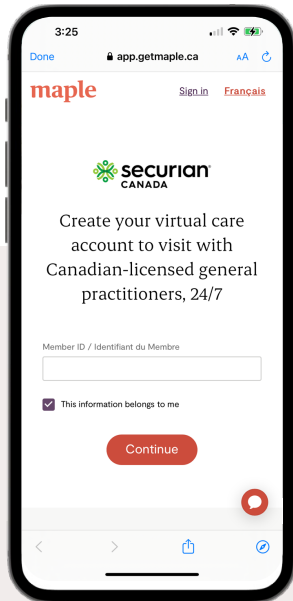 3:25
Done app.getmaple.ca AA
maple Sign in Français
securian
CANADA
Create your virtual care
account to visit with
Canadian-licensed general
practitioners, 24/7
Member ID / Identifiant du Membre
This information belongs to me
Continue